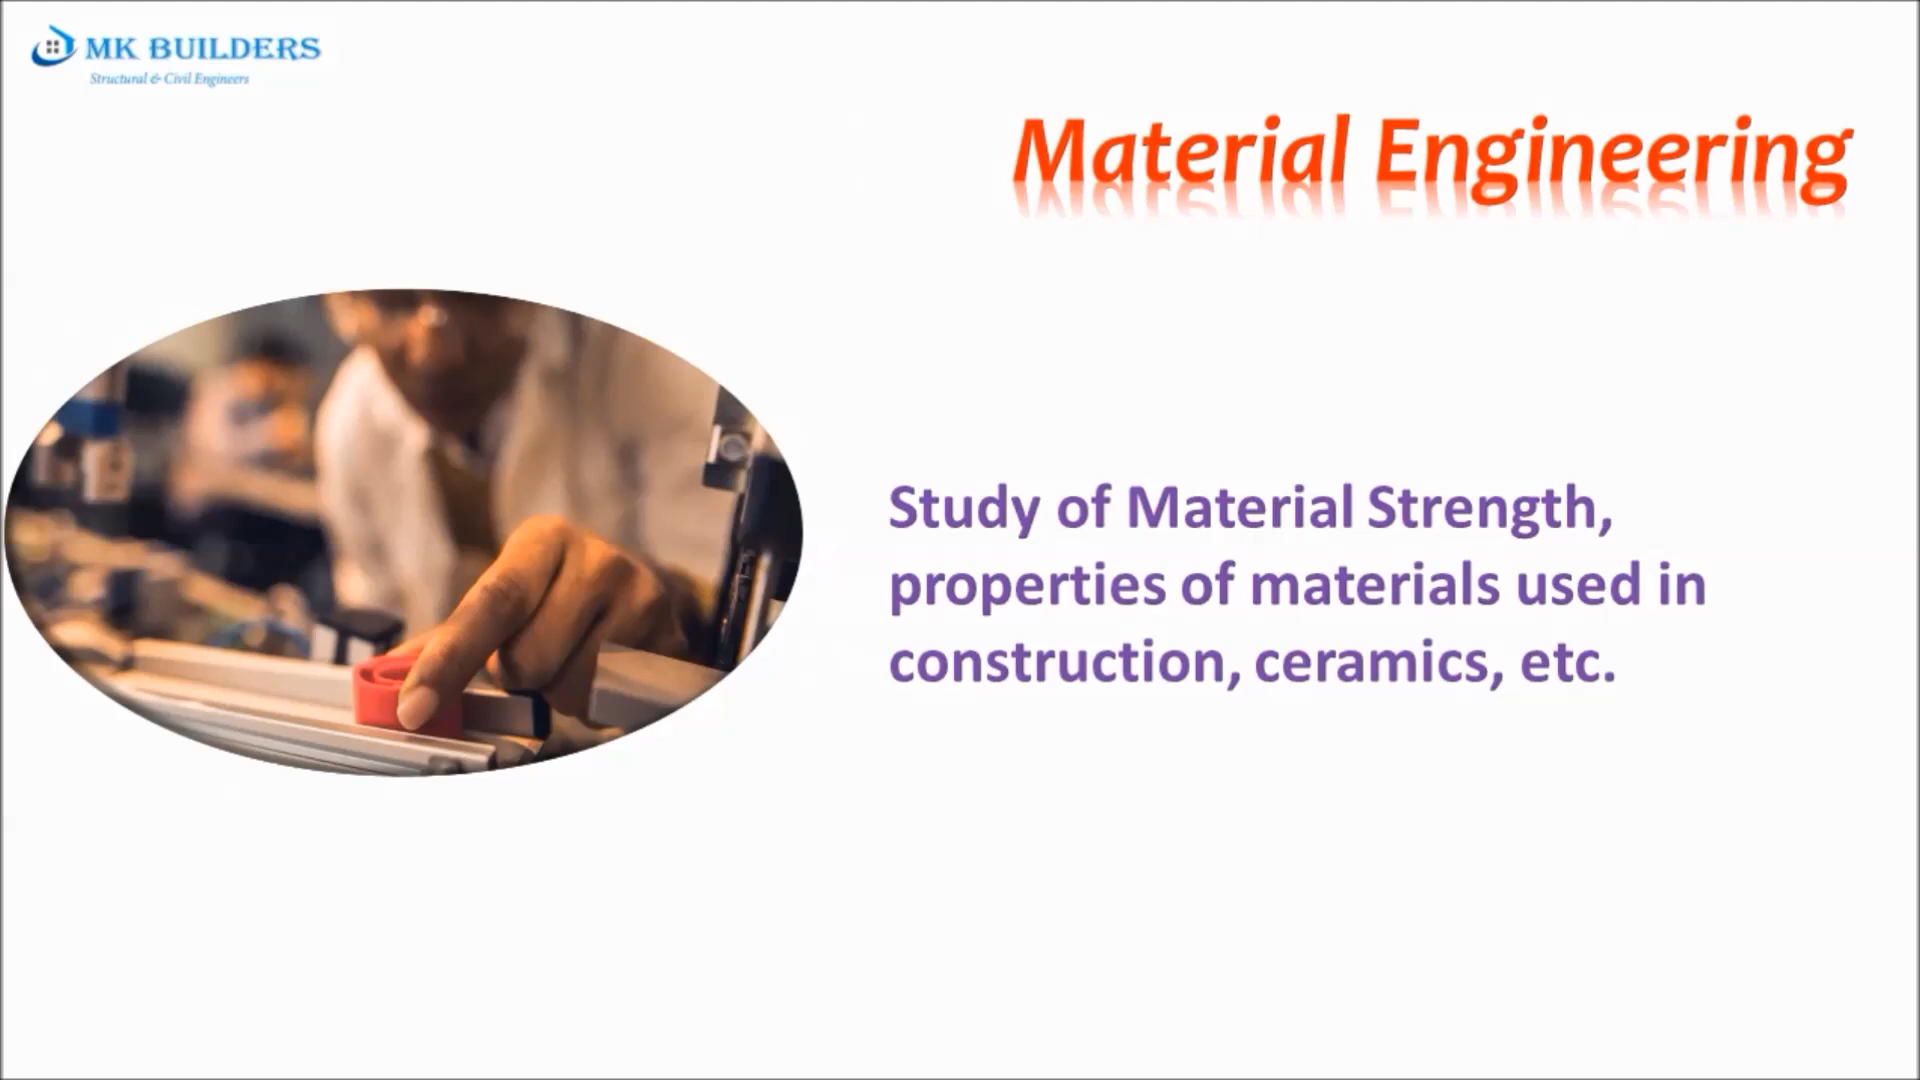 MK BUILDERS
Structural & Civil Engineers
Material Engineering
Study of Material Strength,
properties of materials used in
construction, ceramics, etc.